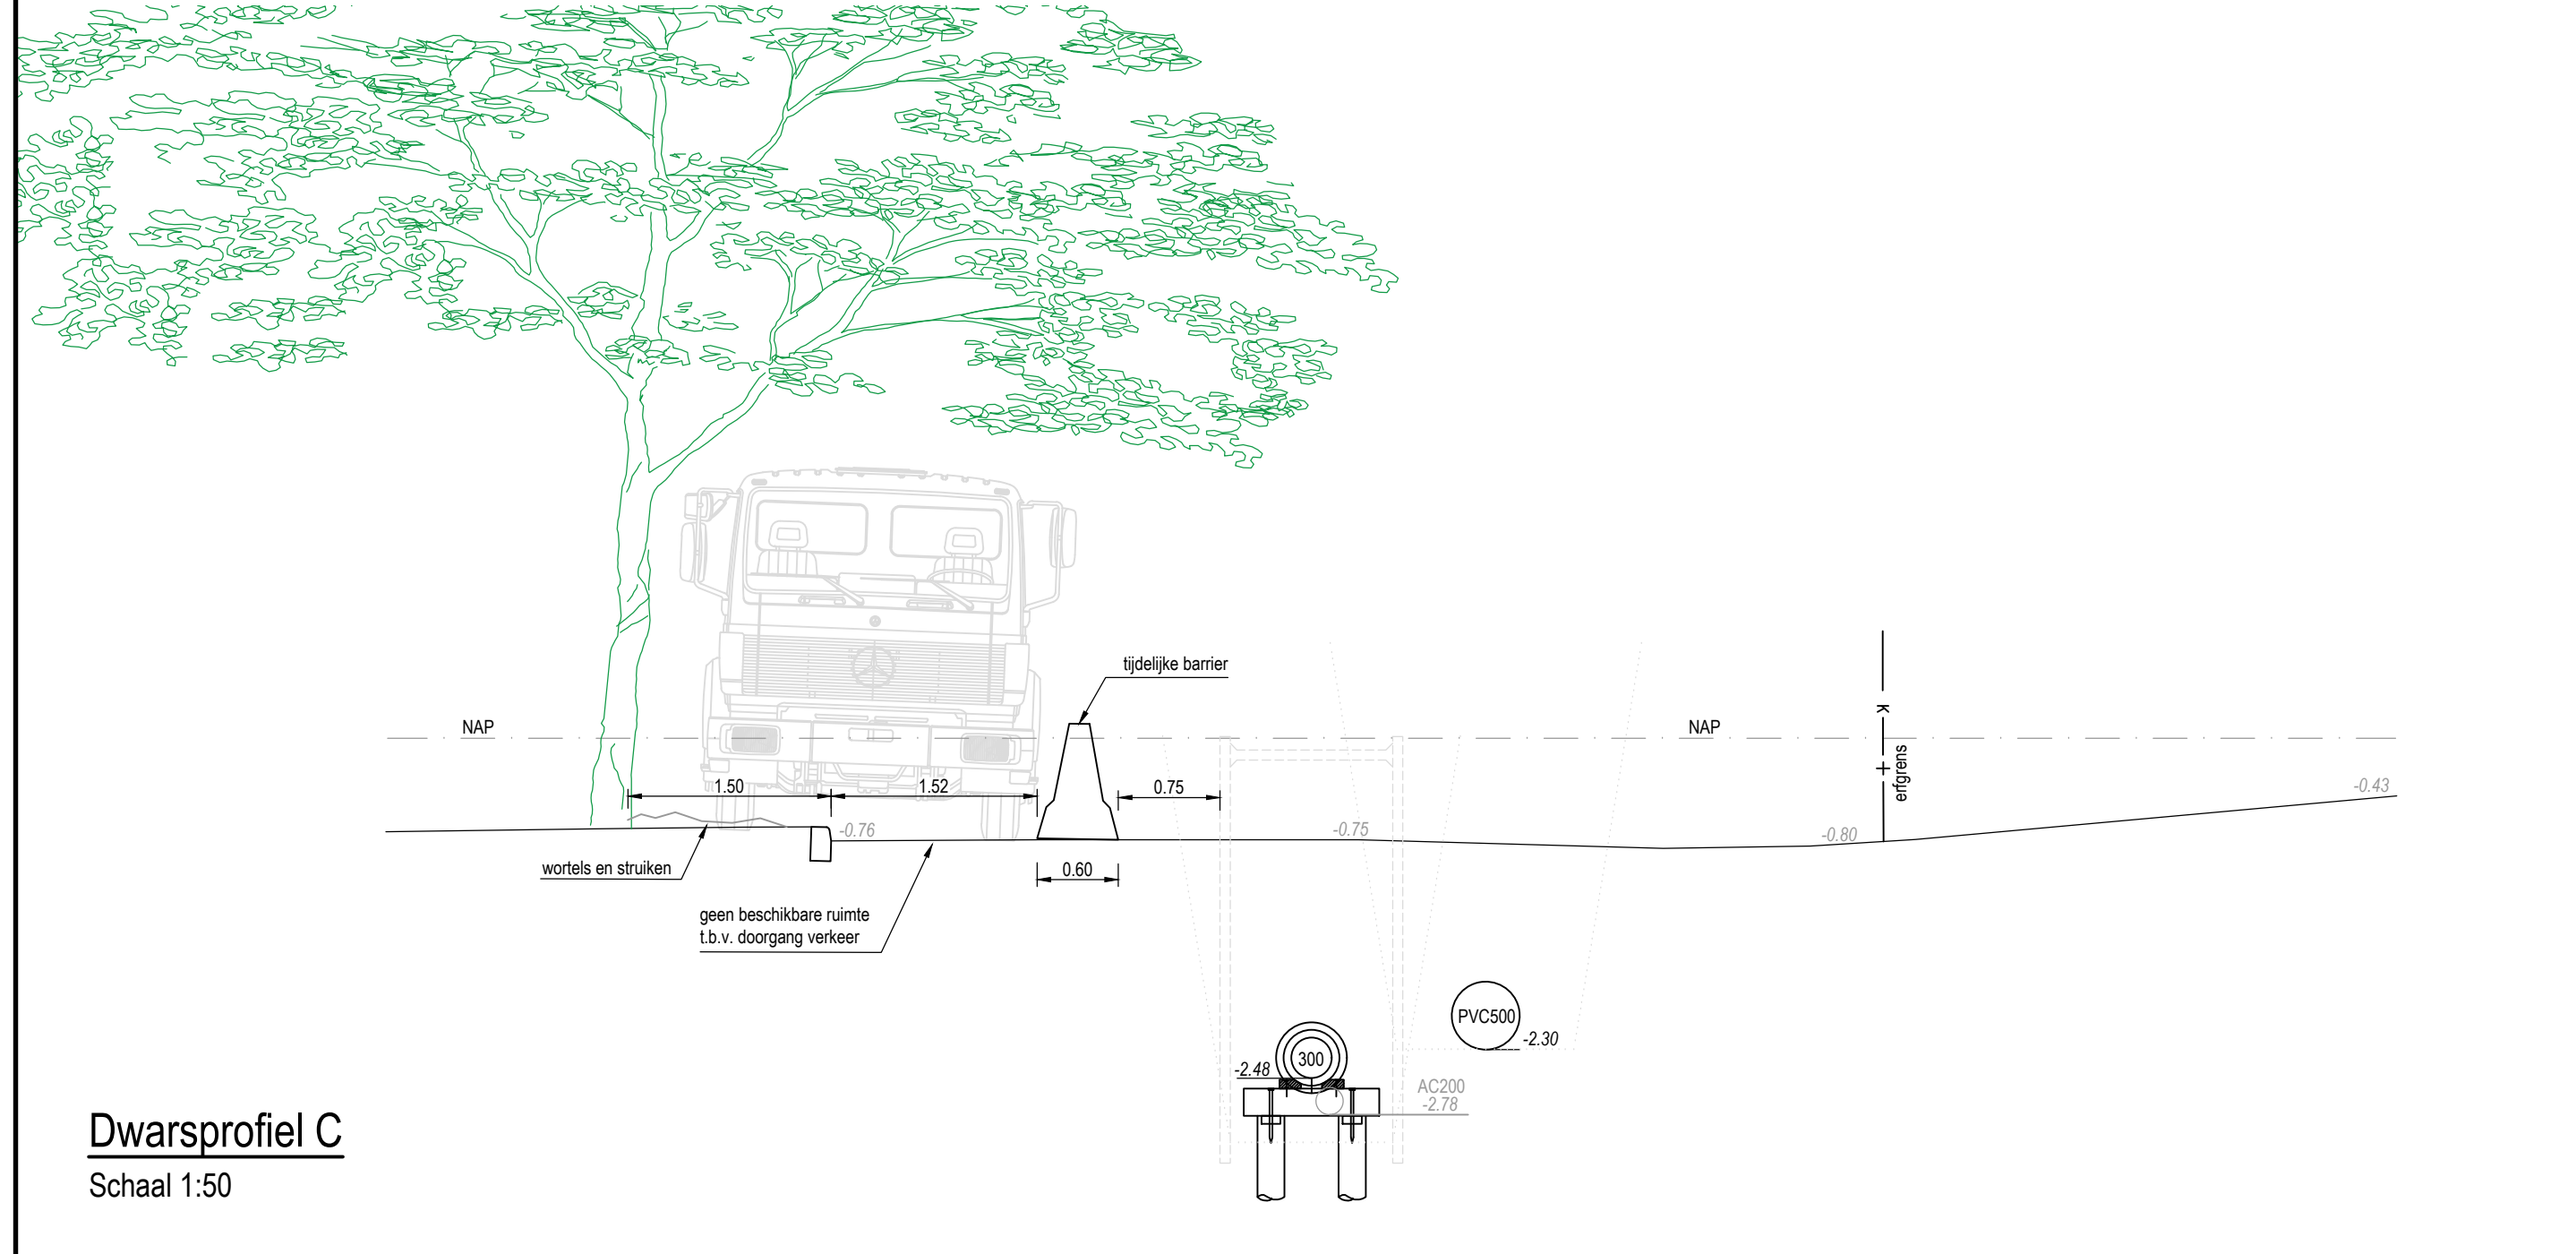 tijdelijke barrier
NAP
NAP
K
erfgrens
1.50
1.52
0.75
-0.43
-0.76
-0.75
-0.80
wortels en struiken
0.60
geen beschikbare ruimte
t.b.v. doorgang verkeer
PVC500
-2.30
300
-2.48
AC200
-2.78
Dwarsprofiel C
Schaal 1:50